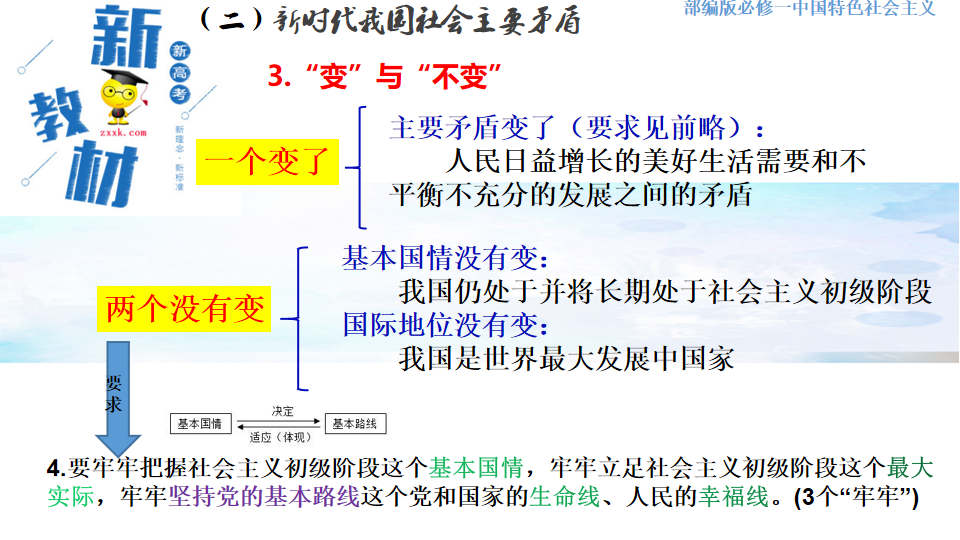 部编版必修一中国特色社会主义
(二)新时代我国社会主要矛盾
新教材
新高考
zxxk.com
新理念·新标准
3.“变”与“不变”
一个变了
主要矛盾变了（要求见前略）:
人民日益增长的美好生活需要和不
平衡不充分的发展之间的矛盾
两个没有变
基本国情没有变:
我国仍处于并将长期处于社会主义初级阶段
国际地位没有变:
我国是世界最大发展中国家
要求
基本国情
决定
适应（体现）
基本路线
4.要牢牢把握社会主义初级阶段这个基本国情，牢牢立足社会主义初级阶段这个最大
实际，牢牢坚持党的基本路线这个党和国家的生命线、人民的幸福线。(3个“牢牢”)